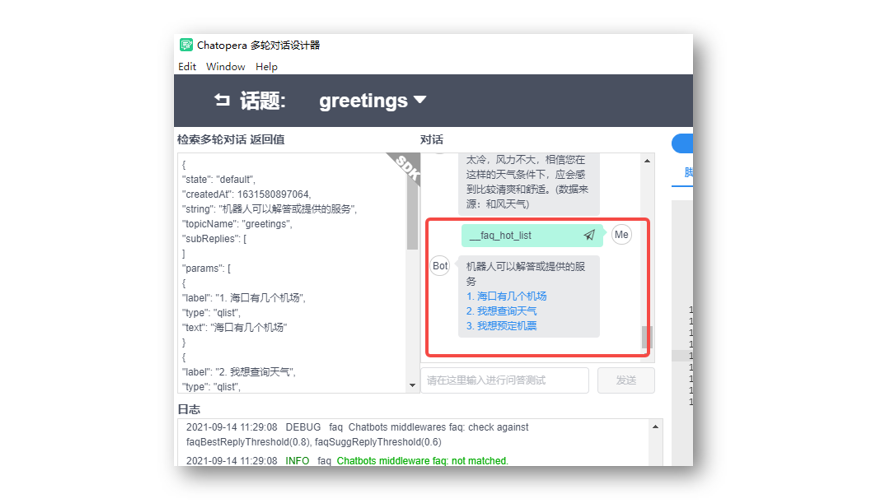 Chatopera 多轮对话设计器
Edit Window Help
话题: greetings
检索多轮对话 返回值
SDK
{
"state": "default",
"createdAt": 1631580897064,
"string": "机器人可以解答或提供的服务",
"topicName": "greetings",
"subReplies": [
]
"params": [
{
"label": "1. 海口有几个机场",
"type": "qlist",
"text": "海口有几个机场"
}
{
"label": "2. 我想查询天气",
"type": "qlist",
对话
太冷，风力不大，相信您在
这样的天气条件下，应会感
到比较清爽和舒适。(数据来
源：和风天气)
__faq_hot_list
Me
Bot
机器人可以解答或提供的服
务
1. 海口有几个机场
2. 我想查询天气
3. 我想预定机票
请在这里输入进行问答测试
发送
日志
2021-09-14 11:29:08 DEBUG faq Chatbots middlewares faq: check against
faqBestReplyThreshold(0.8), faqSuggReplyThreshold(0.6)
2021-09-14 11:29:08 INFO faq Chatbots middleware faq: not matched.